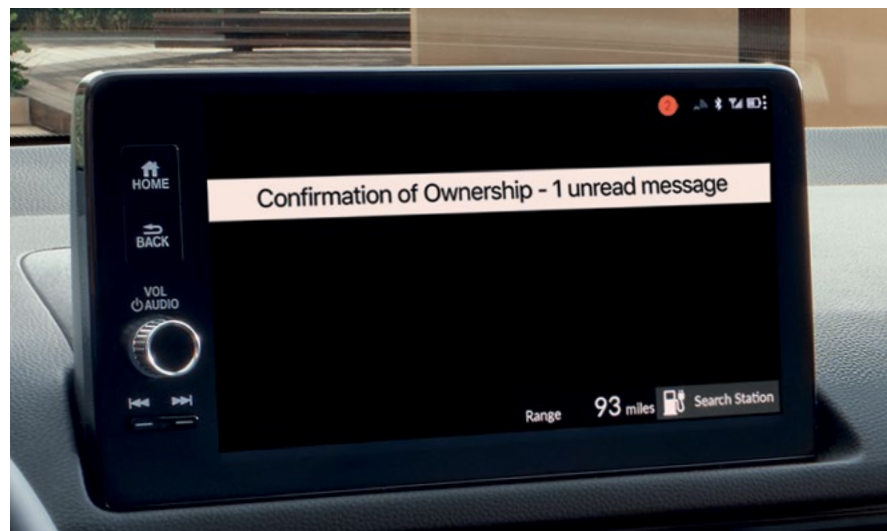 2
HOME
BACK
VOL
AUDIO
Confirmation of Ownership - 1 unread message
Range 93 miles Search Station